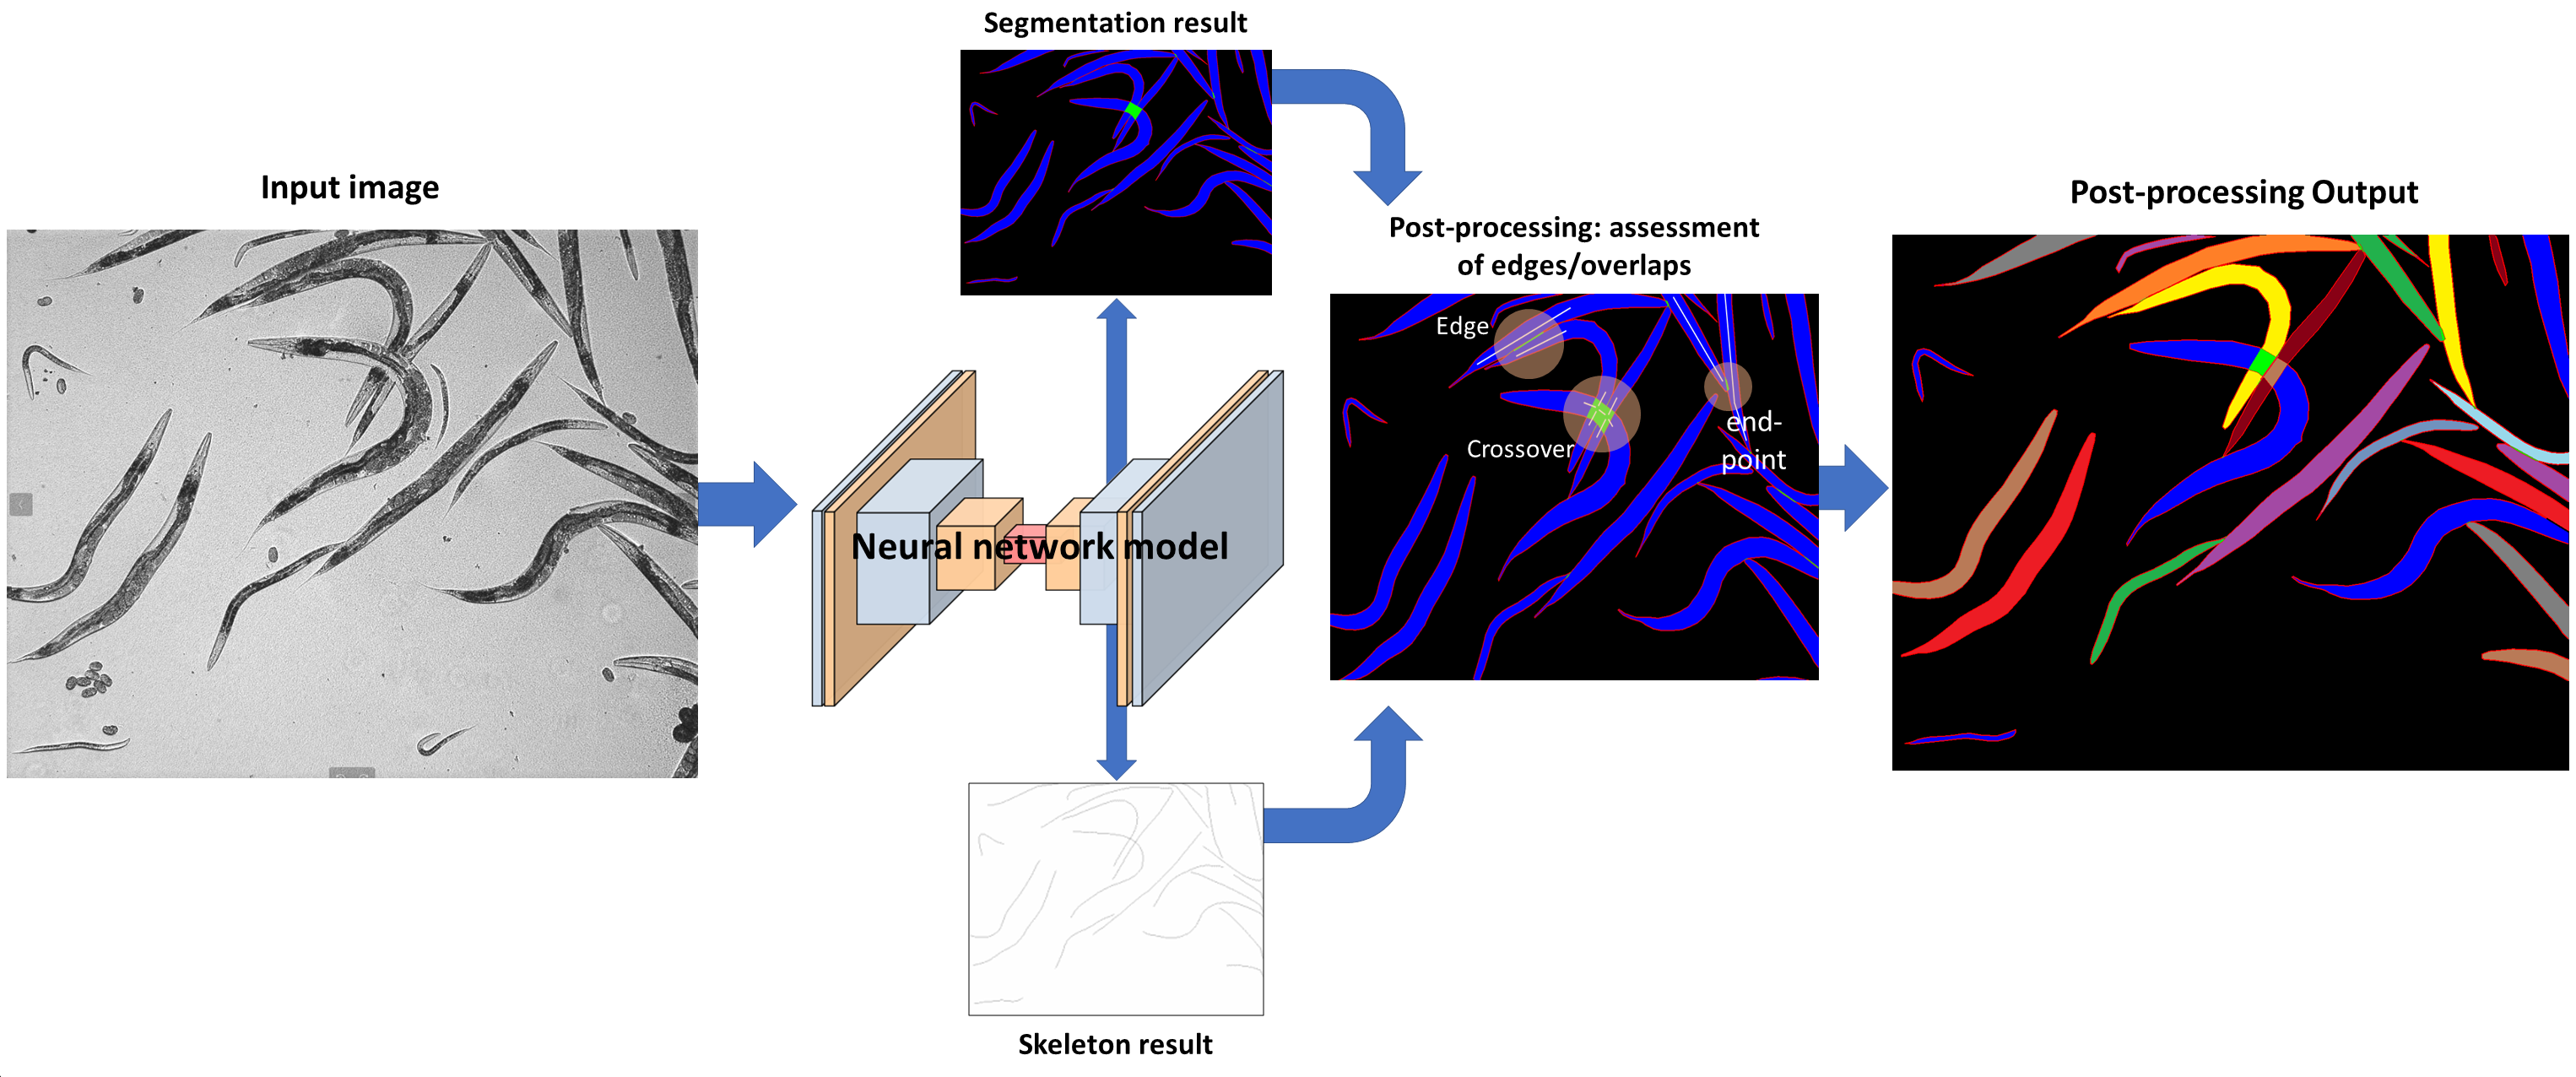 Segmentation result
Input image
Post-processing: assessment
of edges/overlaps
Post-processing Output
Edge
Crossover
end-
point
Neural network model
Skeleton result